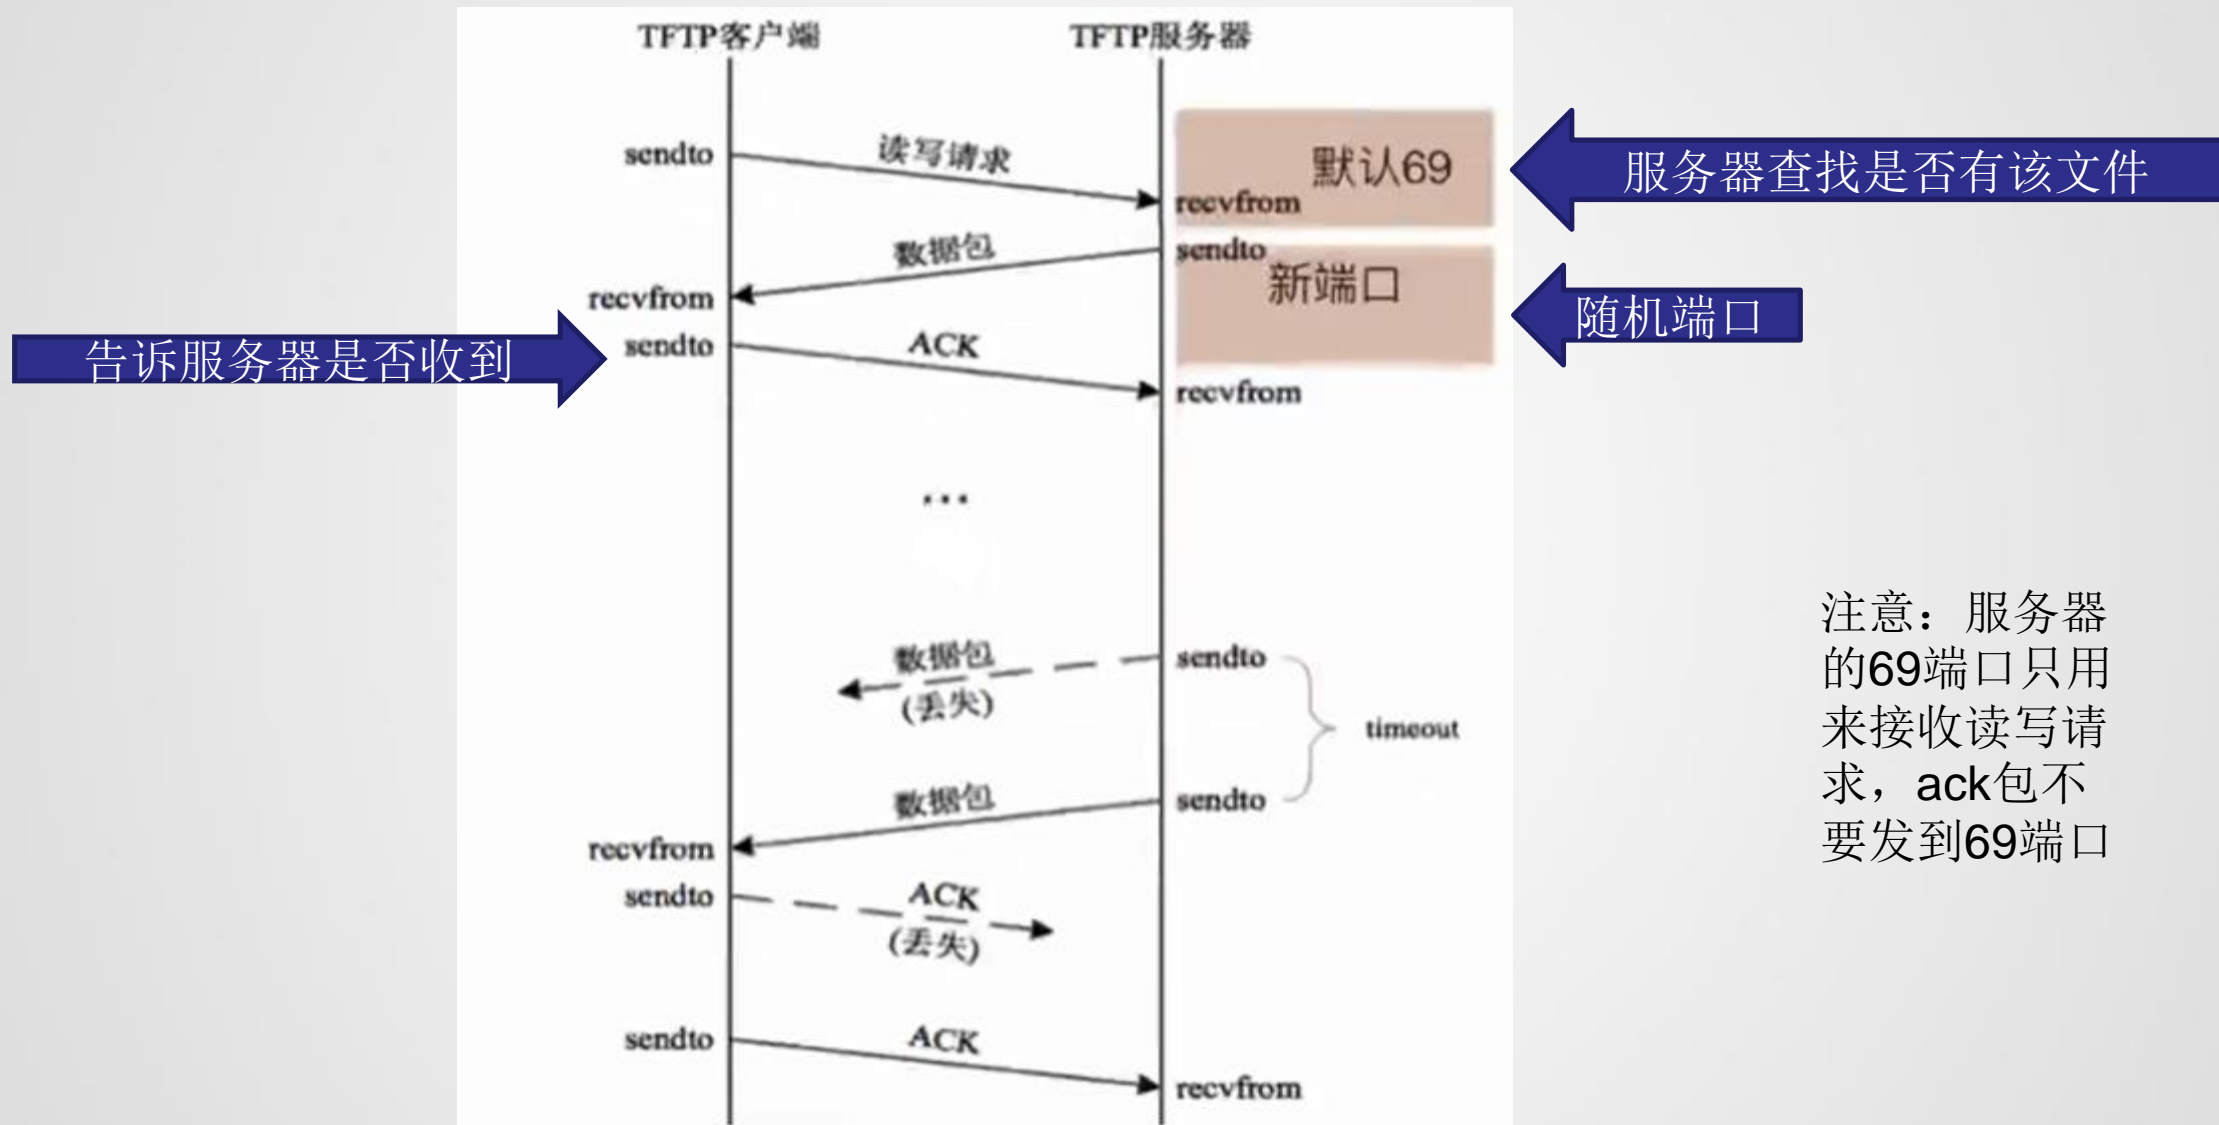 TFTP客户端
TFTP服务器
sendto
读写请求
默认69
服务器查找是否有该文件
recvfrom
数据包
sendto
新端口
recvfrom
随机端口
告诉服务器是否收到
sendto
ACK
recvfrom
...
数据包
(丢失)
sendto
timeout
注意：服务器
的69端口只用
来接收读写请
求，ack包不
要发到69端口
数据包
sendto
recvfrom
sendto
ACK
(丢失)
sendto
ACK
recvfrom